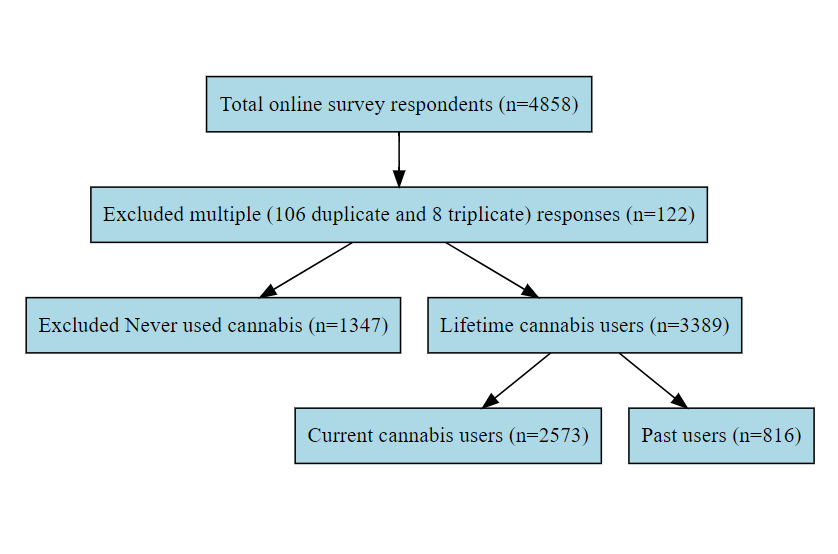 Total online survey respondents (n=4858)
Excluded multiple (106 duplicate and 8 triplicate) responses (n=122)
Excluded Never used cannabis (n=1347)
Lifetime cannabis users (n=3389)
Current cannabis users (n=2573)
Past users (n=816)